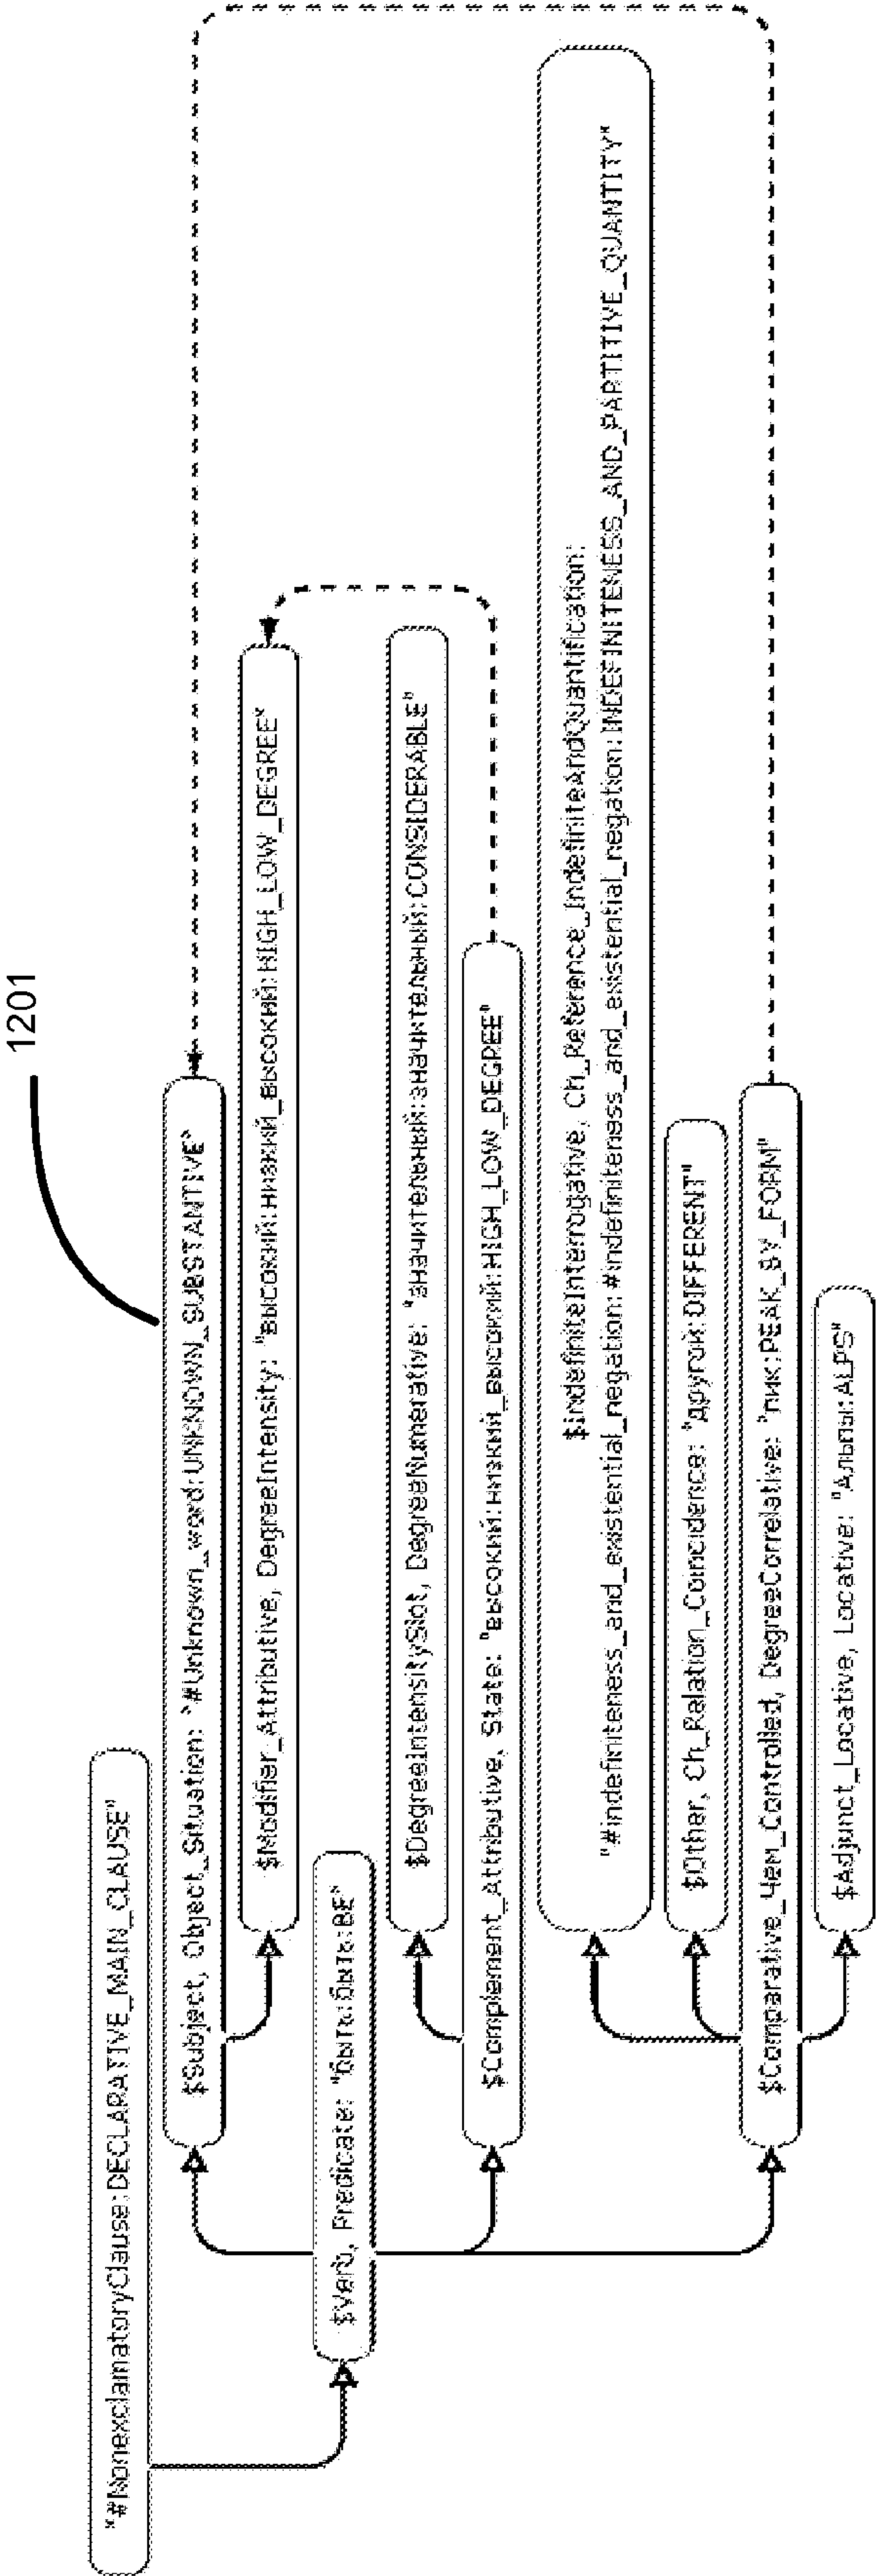 1201
"#NonexclamatoryClause:DECLARATIVE_MAIN_CLAUSE"
$Subject, Object_Situation: "#Unknown_word:UNKNOWN_SUBSTANTIVE"
$Modifier_Attributive, DegreeIntensity: "высокий:низкий_высокий:HIGH_LOW_DEGREE"
$Verb, Predicate: "быть:быть:BE"
$DegreeIntensitySlot, DegreeNumerative: "значительный:значительный:CONSIDERABLE"
$Complement_Attributive, State: "высокий:низкий_высокий:HIGH_LOW_DEGREE"
$IndefiniteInterrogative, Ch_Reference_IndefiniteAndQuantification:
"#indefiniteness_and_existential_negation:#indefiniteness_and_existential_negation:INDEFINITENESS_AND_PARTITIVE_QUANTITY"
$Other, Ch_Relation_Coincidence: "другой:DIFFERENT"
$Comparative_Чем_Controlled, DegreeCorrelative: "пик:PEAK_BY_FORM"
$Adjunct_Locative, Locative: "Альпы:ALPS"